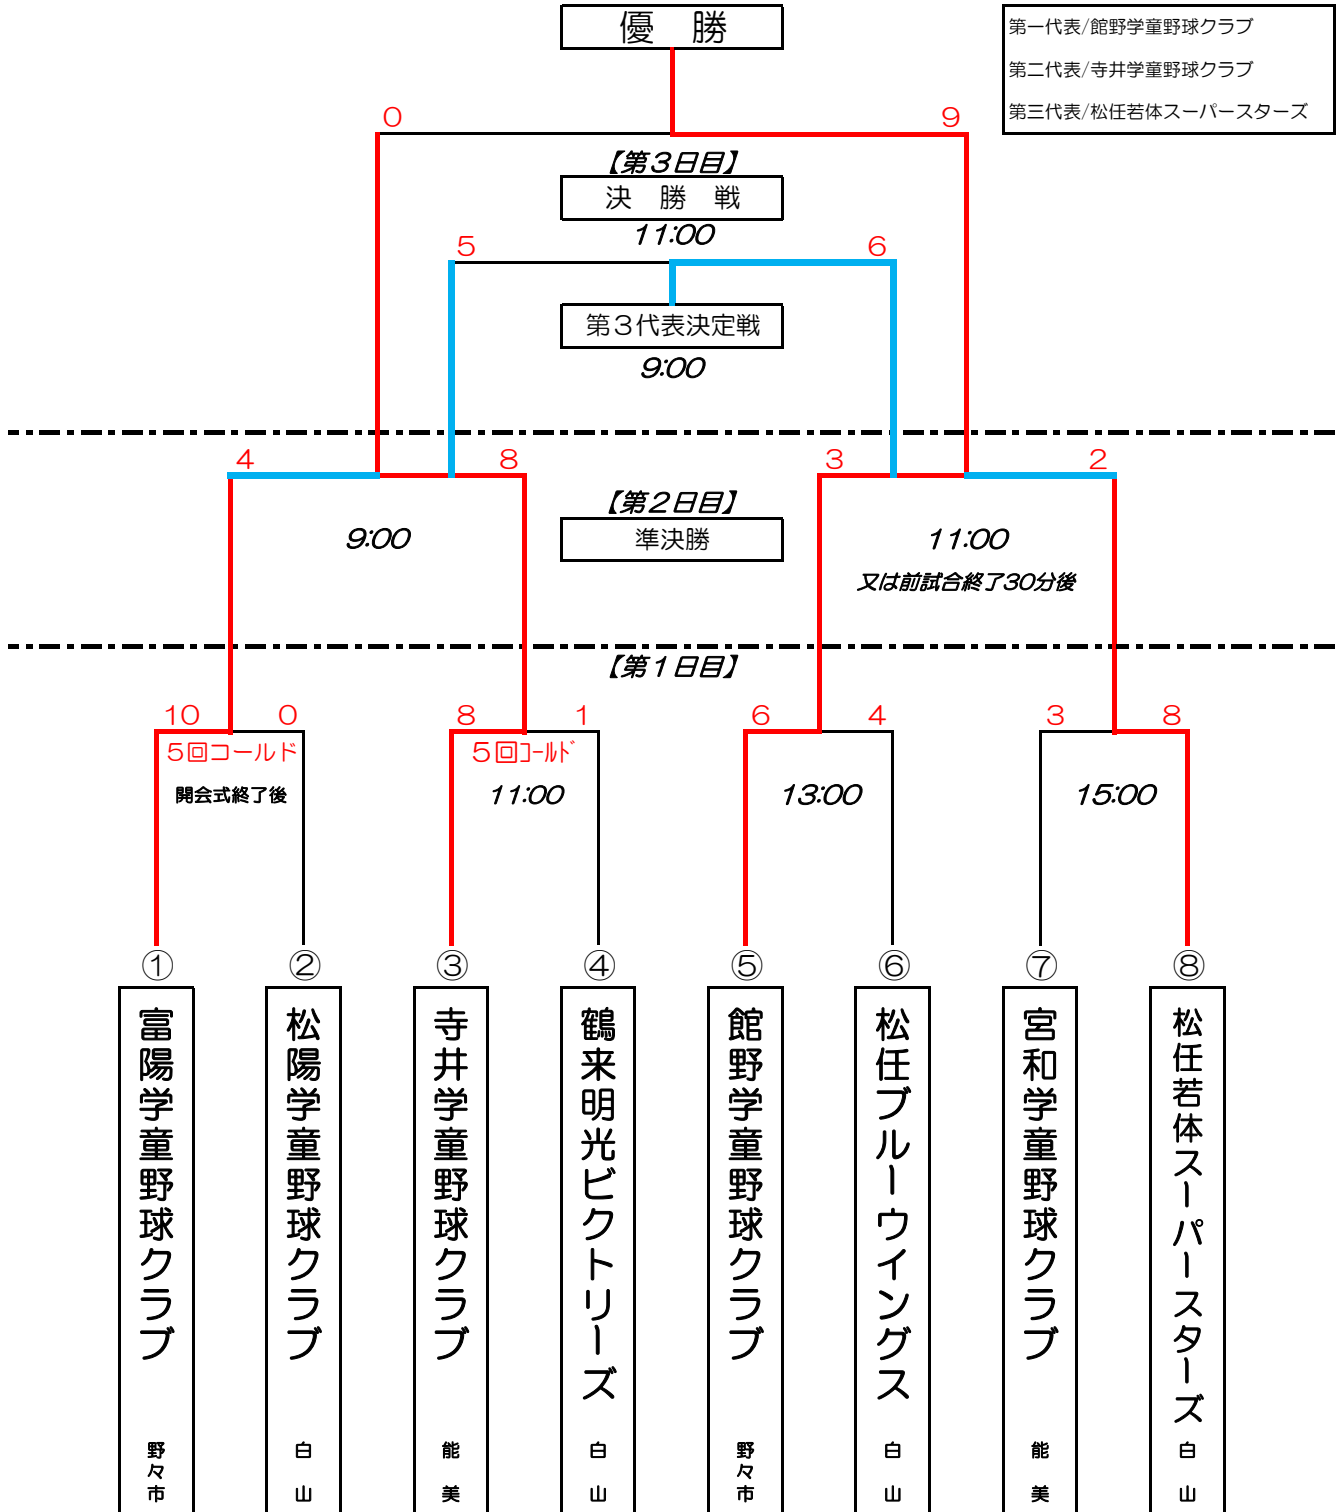 優 勝
第一代表/館野学童野球クラブ
第二代表/寺井学童野球クラブ
第三代表/松任若体スーパースターズ
0
9
【第3日目】
決 勝 戦
11:00
5
6
第3代表決定戦
9:00
4
8
3
2
【第2日目】
準決勝
9:00
11:00
又は前試合終了30分後
【第1日目】
10
0
8
1
6
4
3
8
5回コールド
5回コールド
開会式終了後
11:00
13:00
15:00
①
②
③
④
⑤
⑥
⑦
⑧
富陽学童野球クラブ
野々市
松陽学童野球クラブ
白山
寺井学童野球クラブ
能美
鶴来明光ビクトリーズ
白山
館野学童野球クラブ
野々市
松任ブルーウイングス
白山
宮和学童野球クラブ
能美
松任若体スーパースターズ
白山